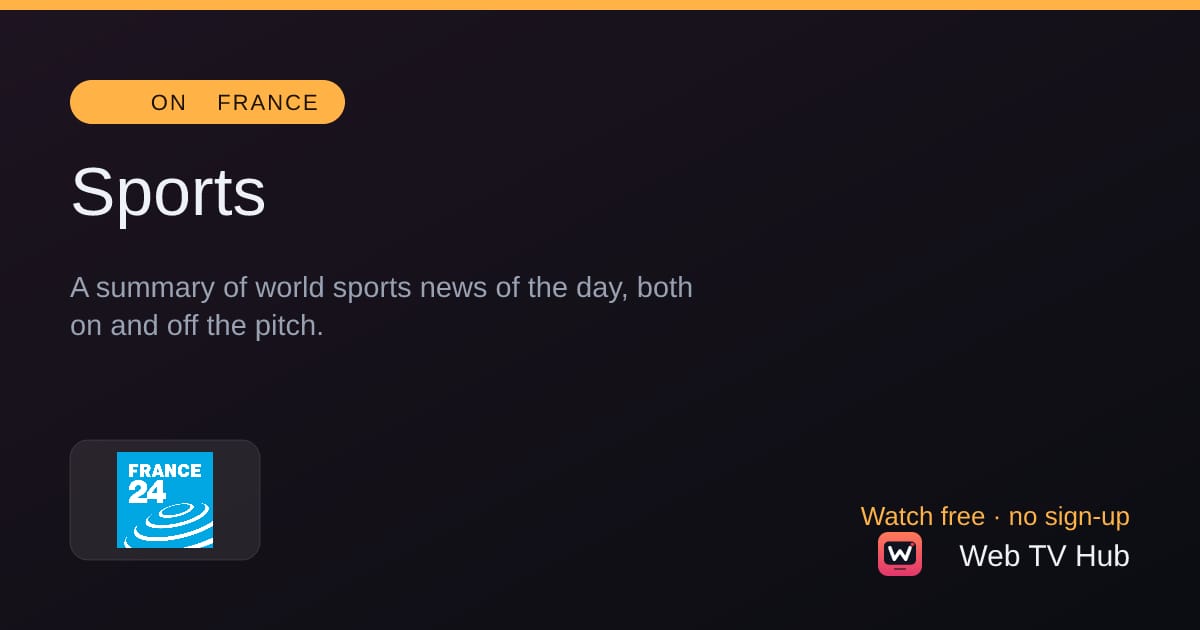 ON FRANCE
Sports
A summary of world sports news of the day, both
on and off the pitch.
FRANCE
24
Watch free · no sign-up
W
Web TV Hub